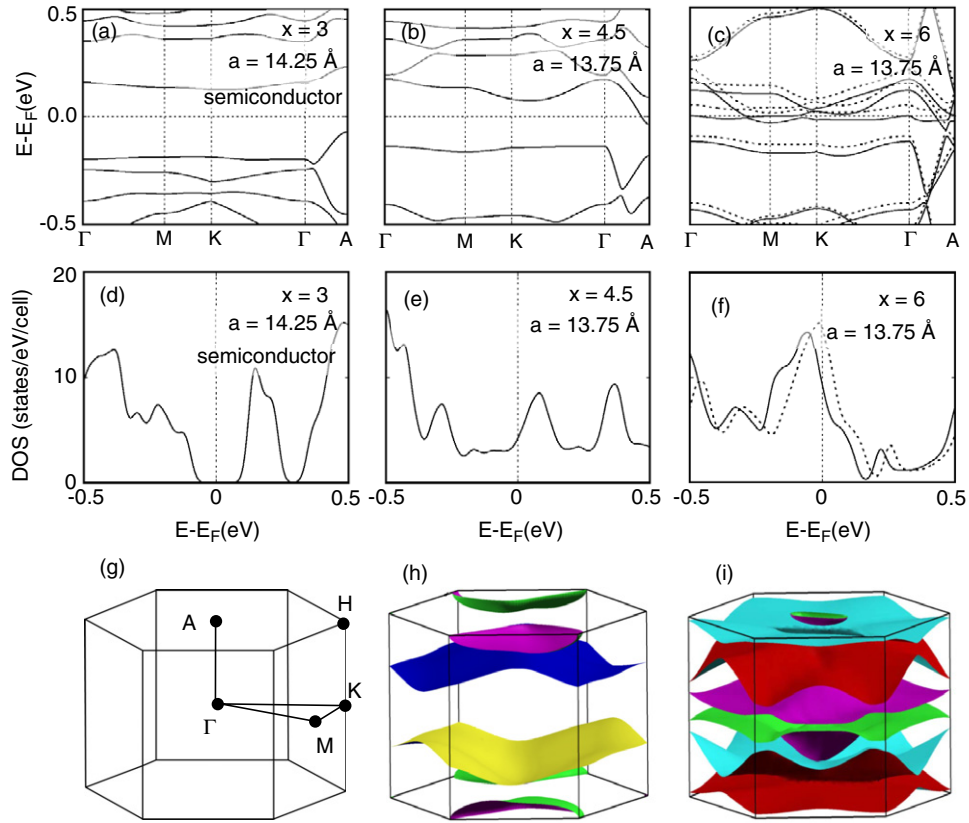 0.5
(a)
x = 3
a = 14.25 Å
semiconductor
(b)
x = 4.5
a = 13.75 Å
(c)
x = 6
a = 13.75 Å
E-E_F(eV)
0.0
-0.5
Γ M K Γ A
Γ M K Γ A
Γ M K Γ A
20
(d)
x = 3
a = 14.25 Å
semiconductor
(e)
x = 4.5
a = 13.75 Å
(f)
x = 6
a = 13.75 Å
DOS (states/eV/cell)
10
0
-0.5 0 0.5
-0.5 0 0.5
-0.5 0 0.5
E-E_F(eV)
E-E_F(eV)
E-E_F(eV)
(g)
A
H
K
Γ
M
(h)
(i)